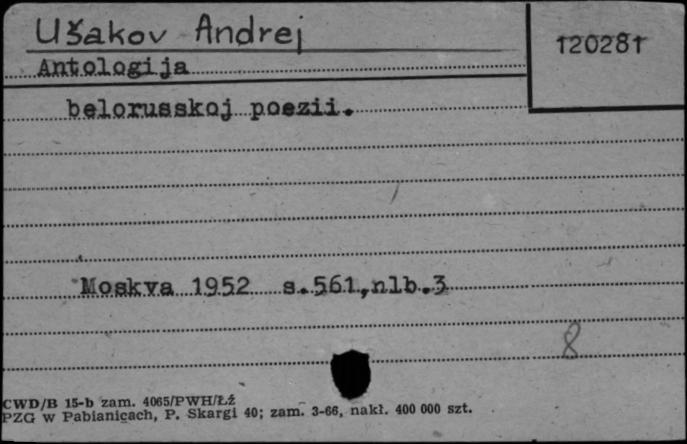 Ušakov Andrej
120281
Antologija
belorusskoj poezii.
Moskva 1952 s.561,nlb.3
8
CWD/B 15-b zam. 4065/PWH/Łź
PZG w Pabianicach, P. Skargi 40; zam. 3-66, nakł. 400 000 szt.